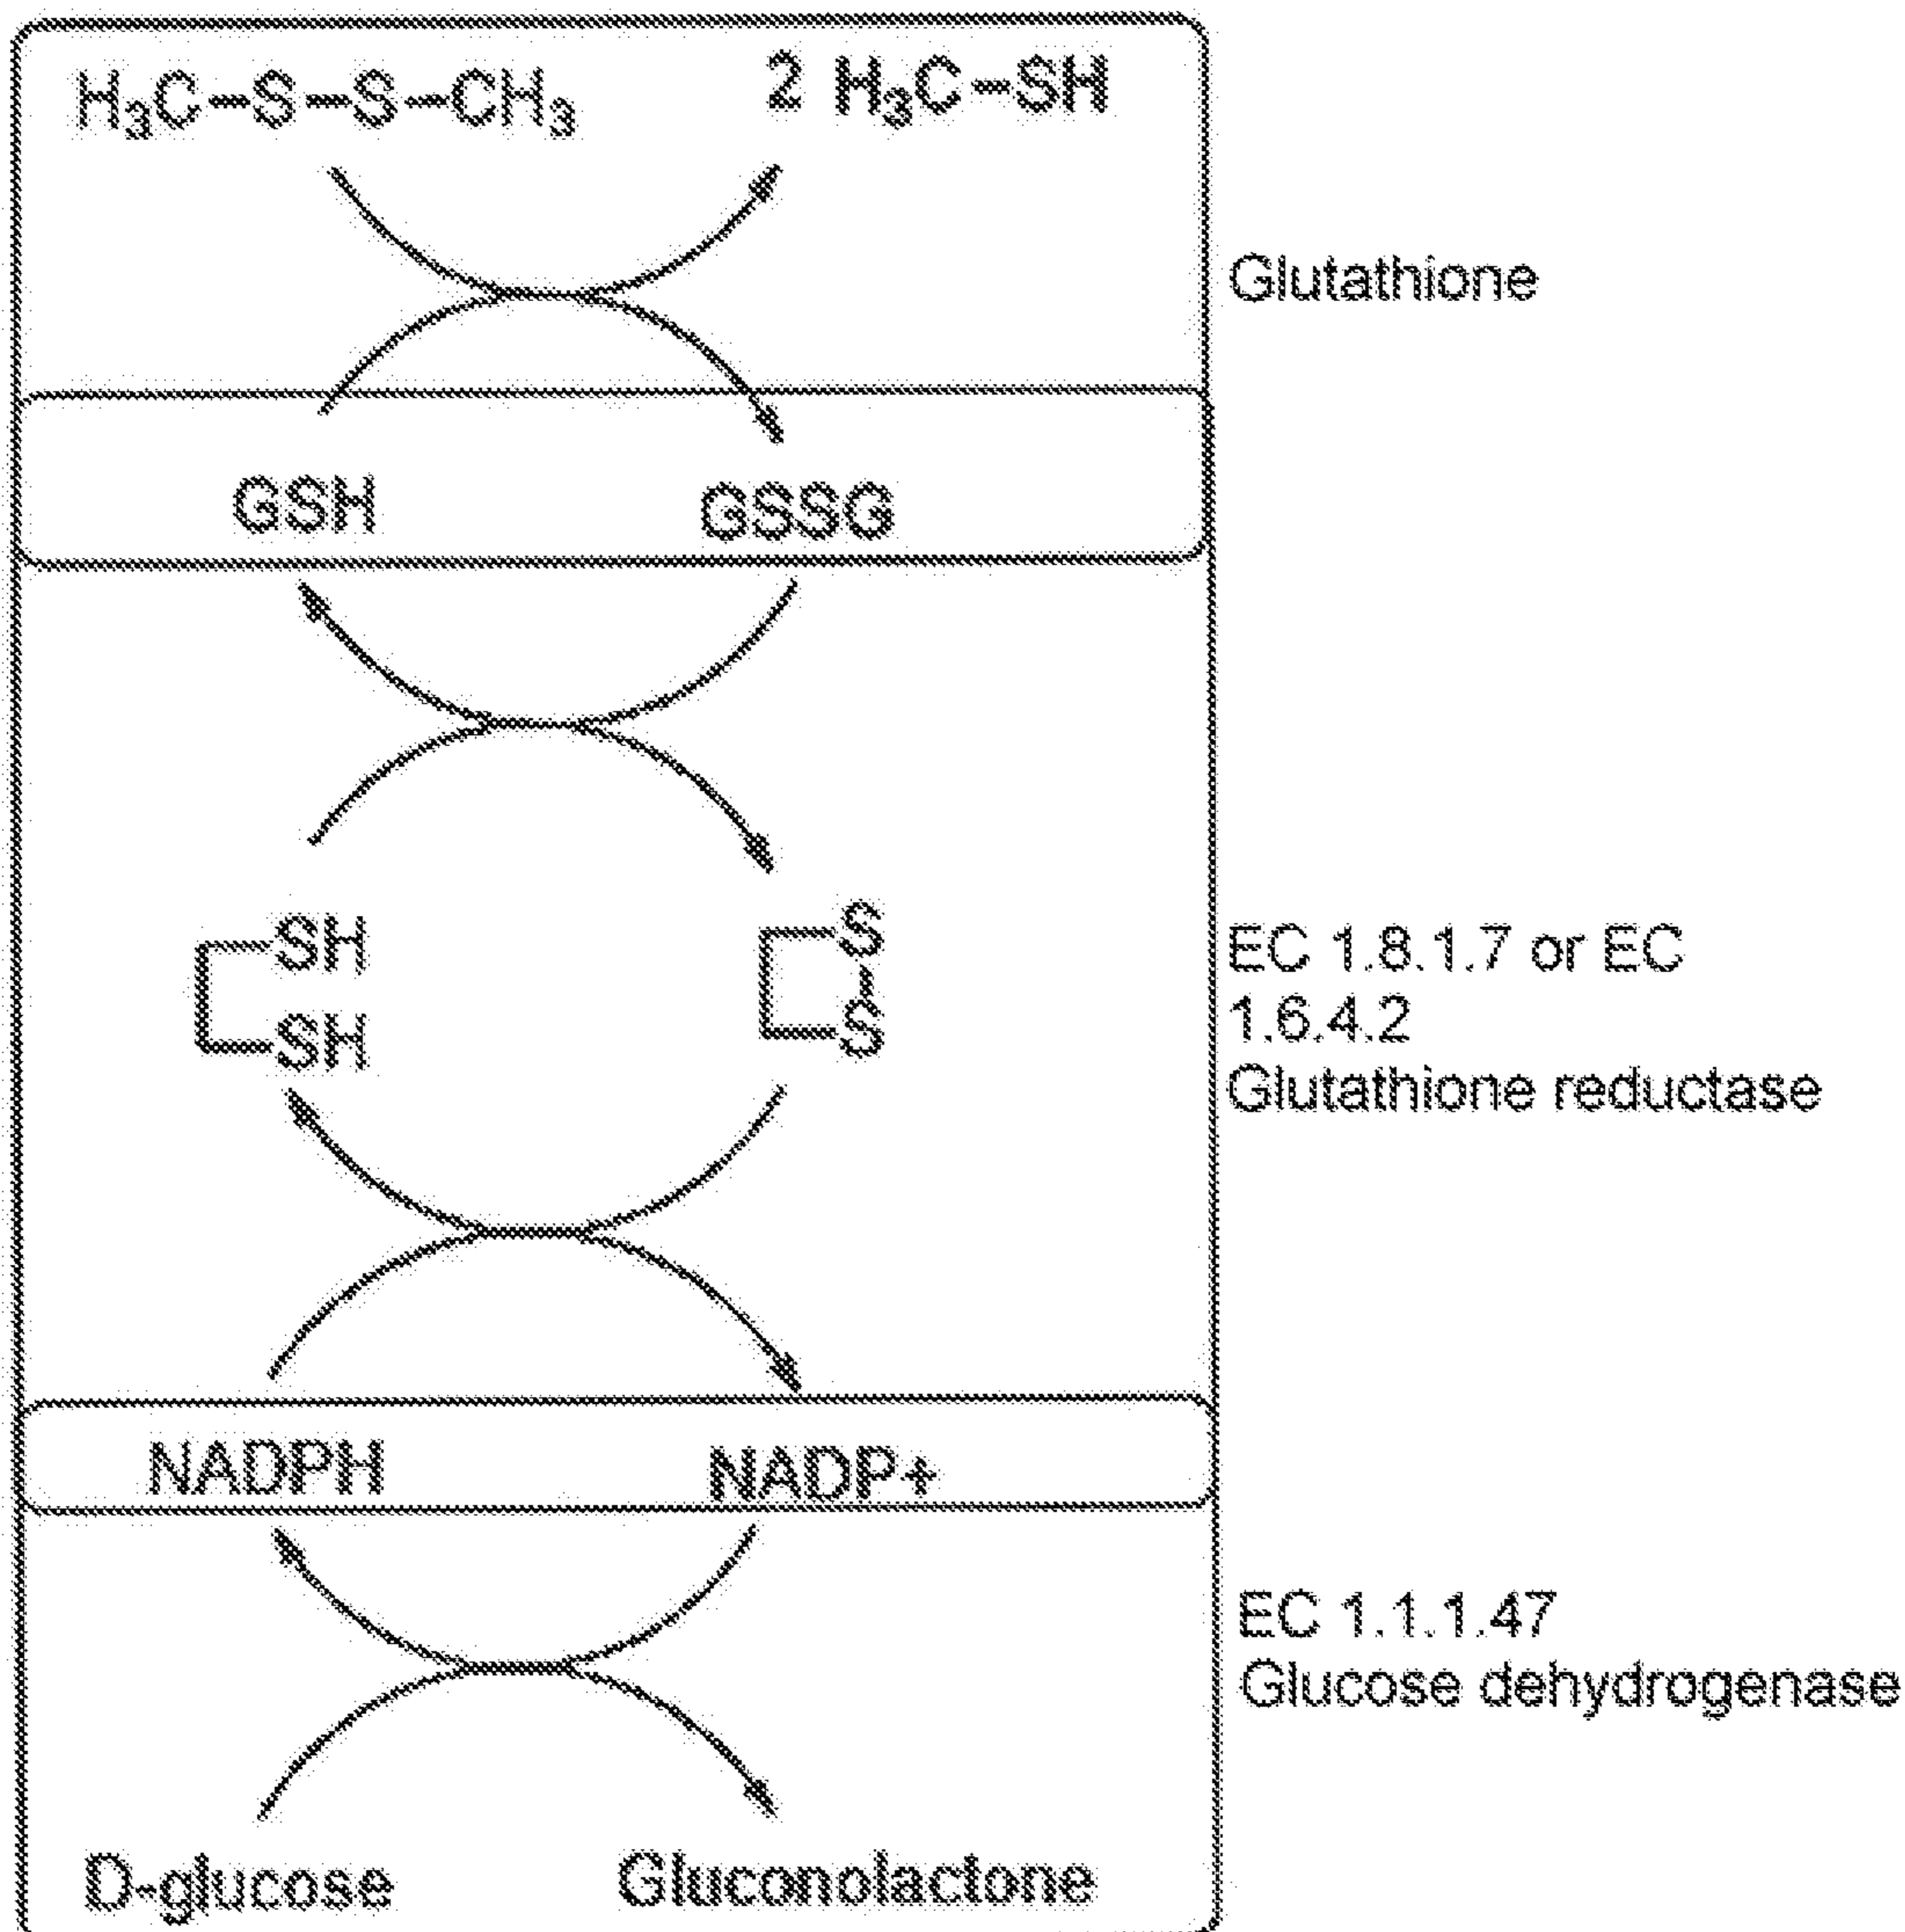 H₃C-S-S-CH₃ 2 H₃C-SH
Glutathione
GSH GSSG
SH S
SH S
EC 1.8.1.7 or EC
1.6.4.2
Glutathione reductase
NADPH NADP+
EC 1.1.1.47
Glucose dehydrogenase
D-glucose Gluconolactone